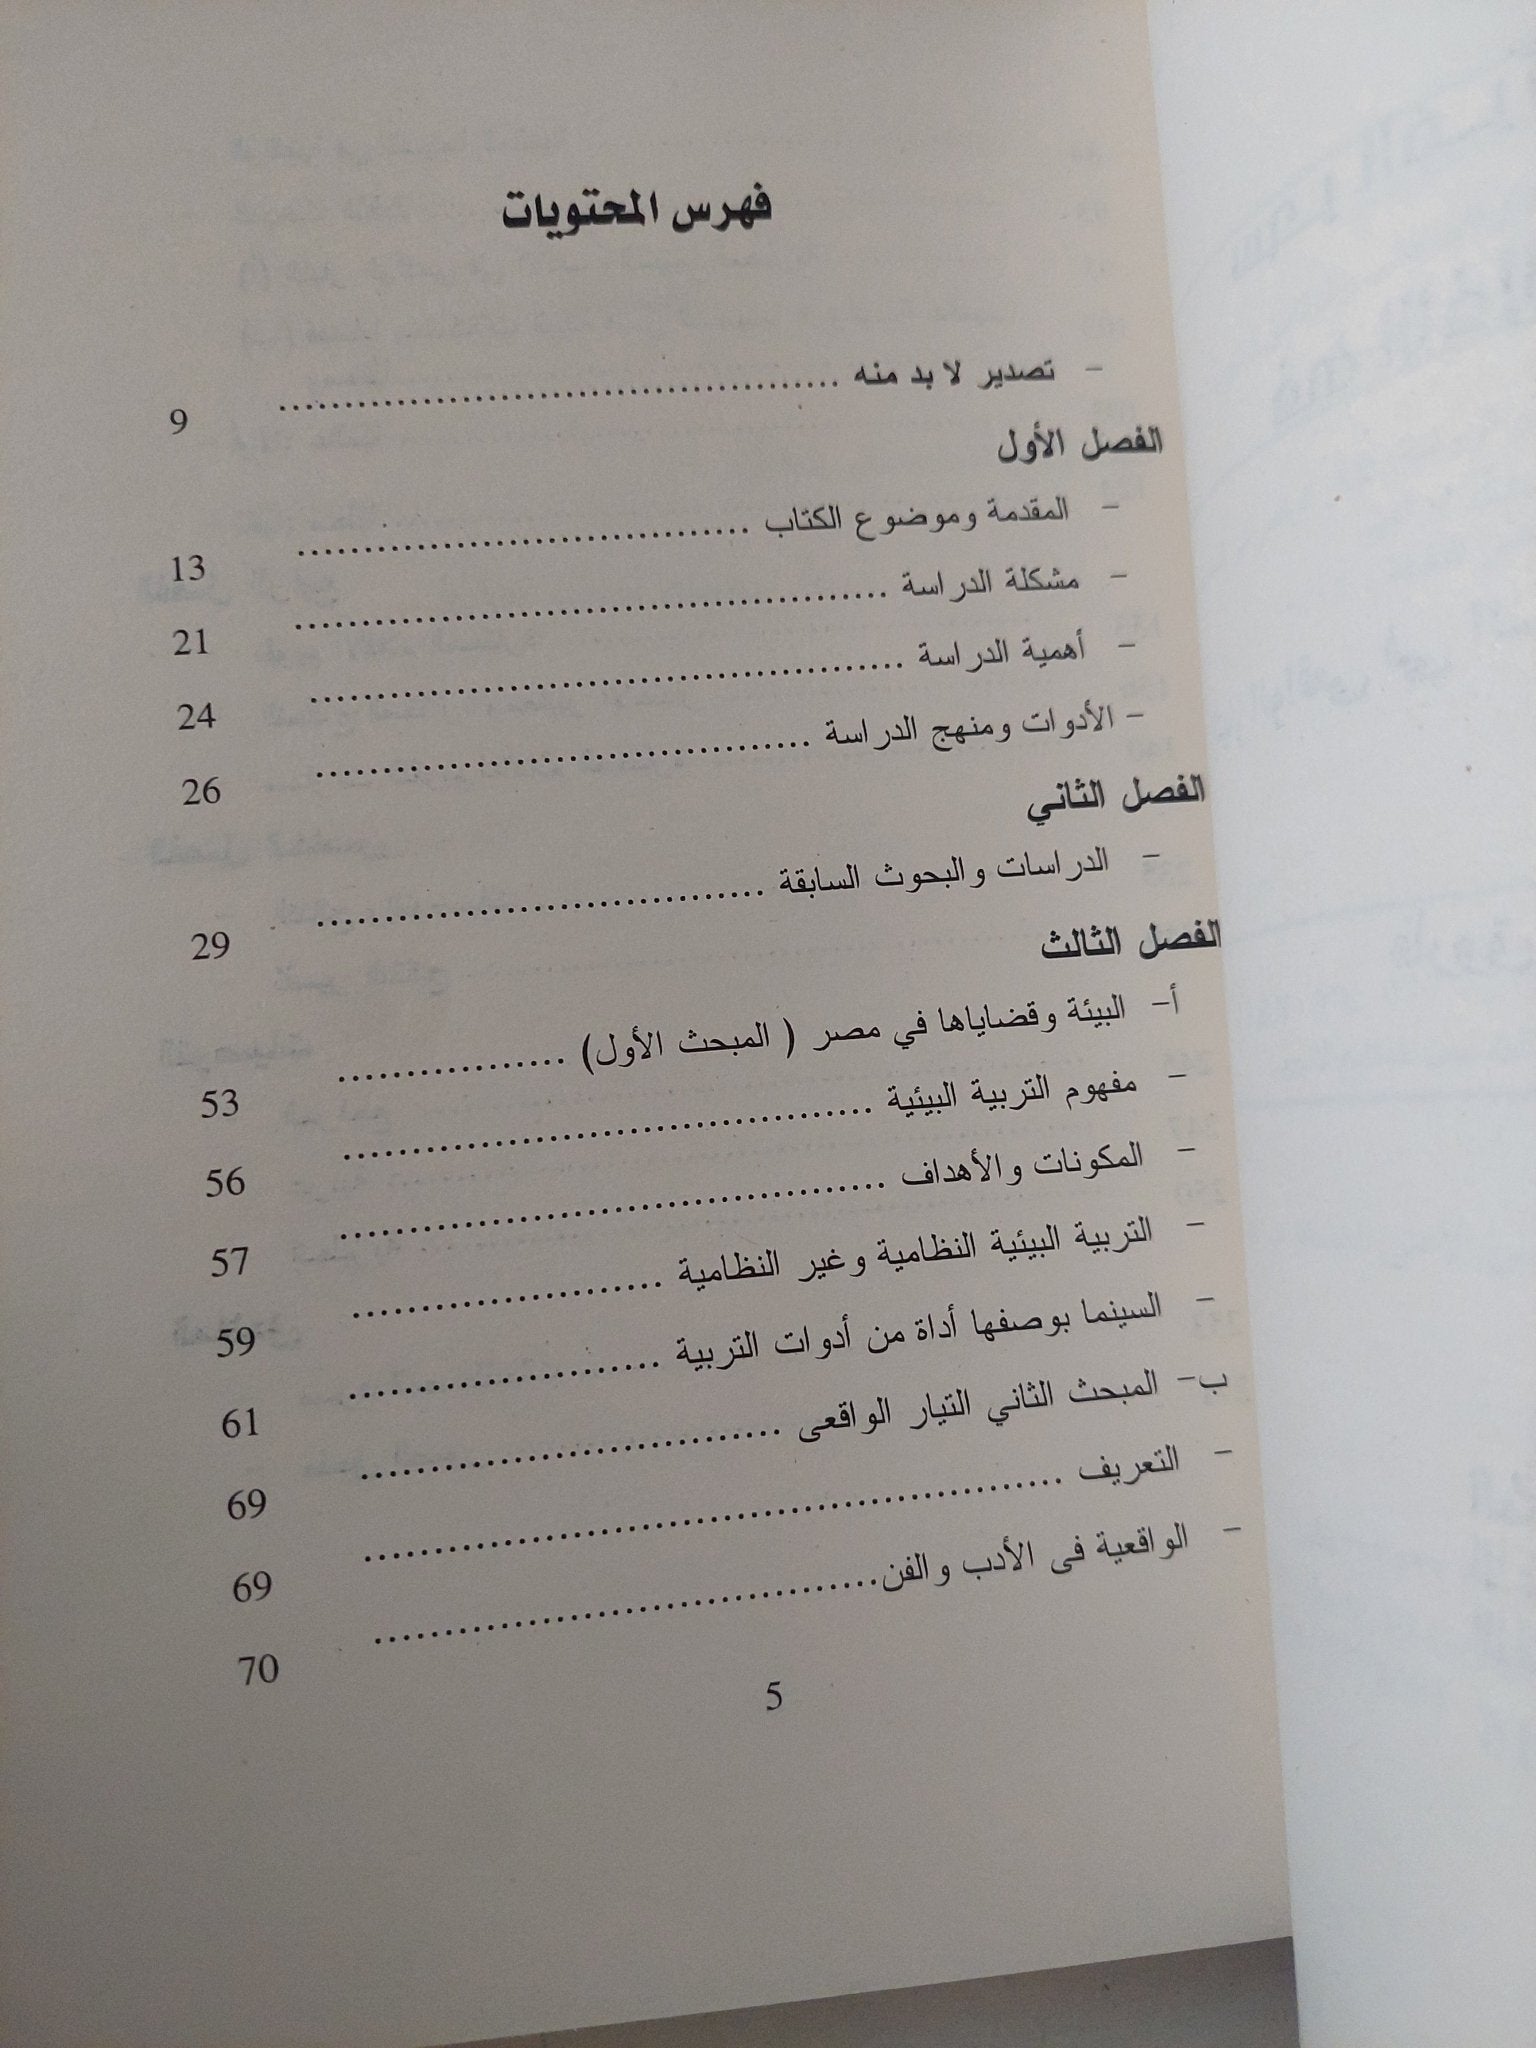 فهرس المحتويات
- تصدير لا بد منه .......................................... 9
الفصل الأول
- المقدمة وموضوع الكتاب .................................. 13
- مشكلة الدراسة ............................................ 21
- أهمية الدراسة ............................................ 24
- الأدوات ومنهج الدراسة .................................... 26
الفصل الثاني
- الدراسات والبحوث السابقة ................................. 29
الفصل الثالث
أ- البيئة وقضاياها في مصر ( المبحث الأول) ................. 53
- مفهوم التربية البيئية ....................................... 56
- المكونات والأهداف ........................................ 57
- التربية البيئية النظامية وغير النظامية ....................... 59
- السينما بوصفها أداة من أدوات التربية ........................ 61
ب- المبحث الثاني التيار الواقعى ............................... 69
- التعريف .................................................... 69
- الواقعية فى الأدب والفن...................................... 70
5